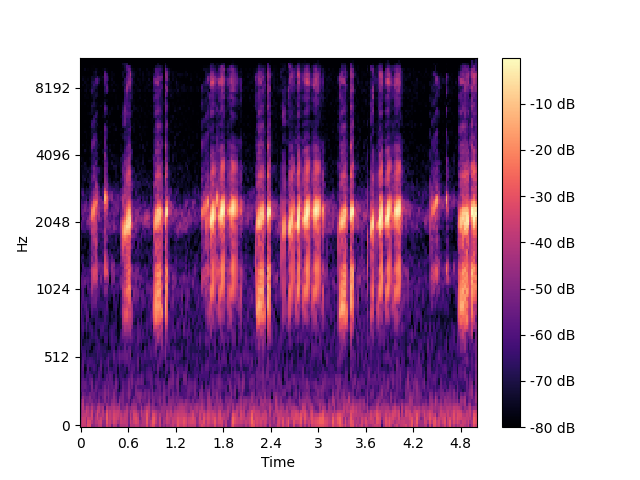 8192
4096
2048
1024
512
0
Hz
0 0.6 1.2 1.8 2.4 3 3.6 4.2 4.8
Time
-10 dB
-20 dB
-30 dB
-40 dB
-50 dB
-60 dB
-70 dB
-80 dB